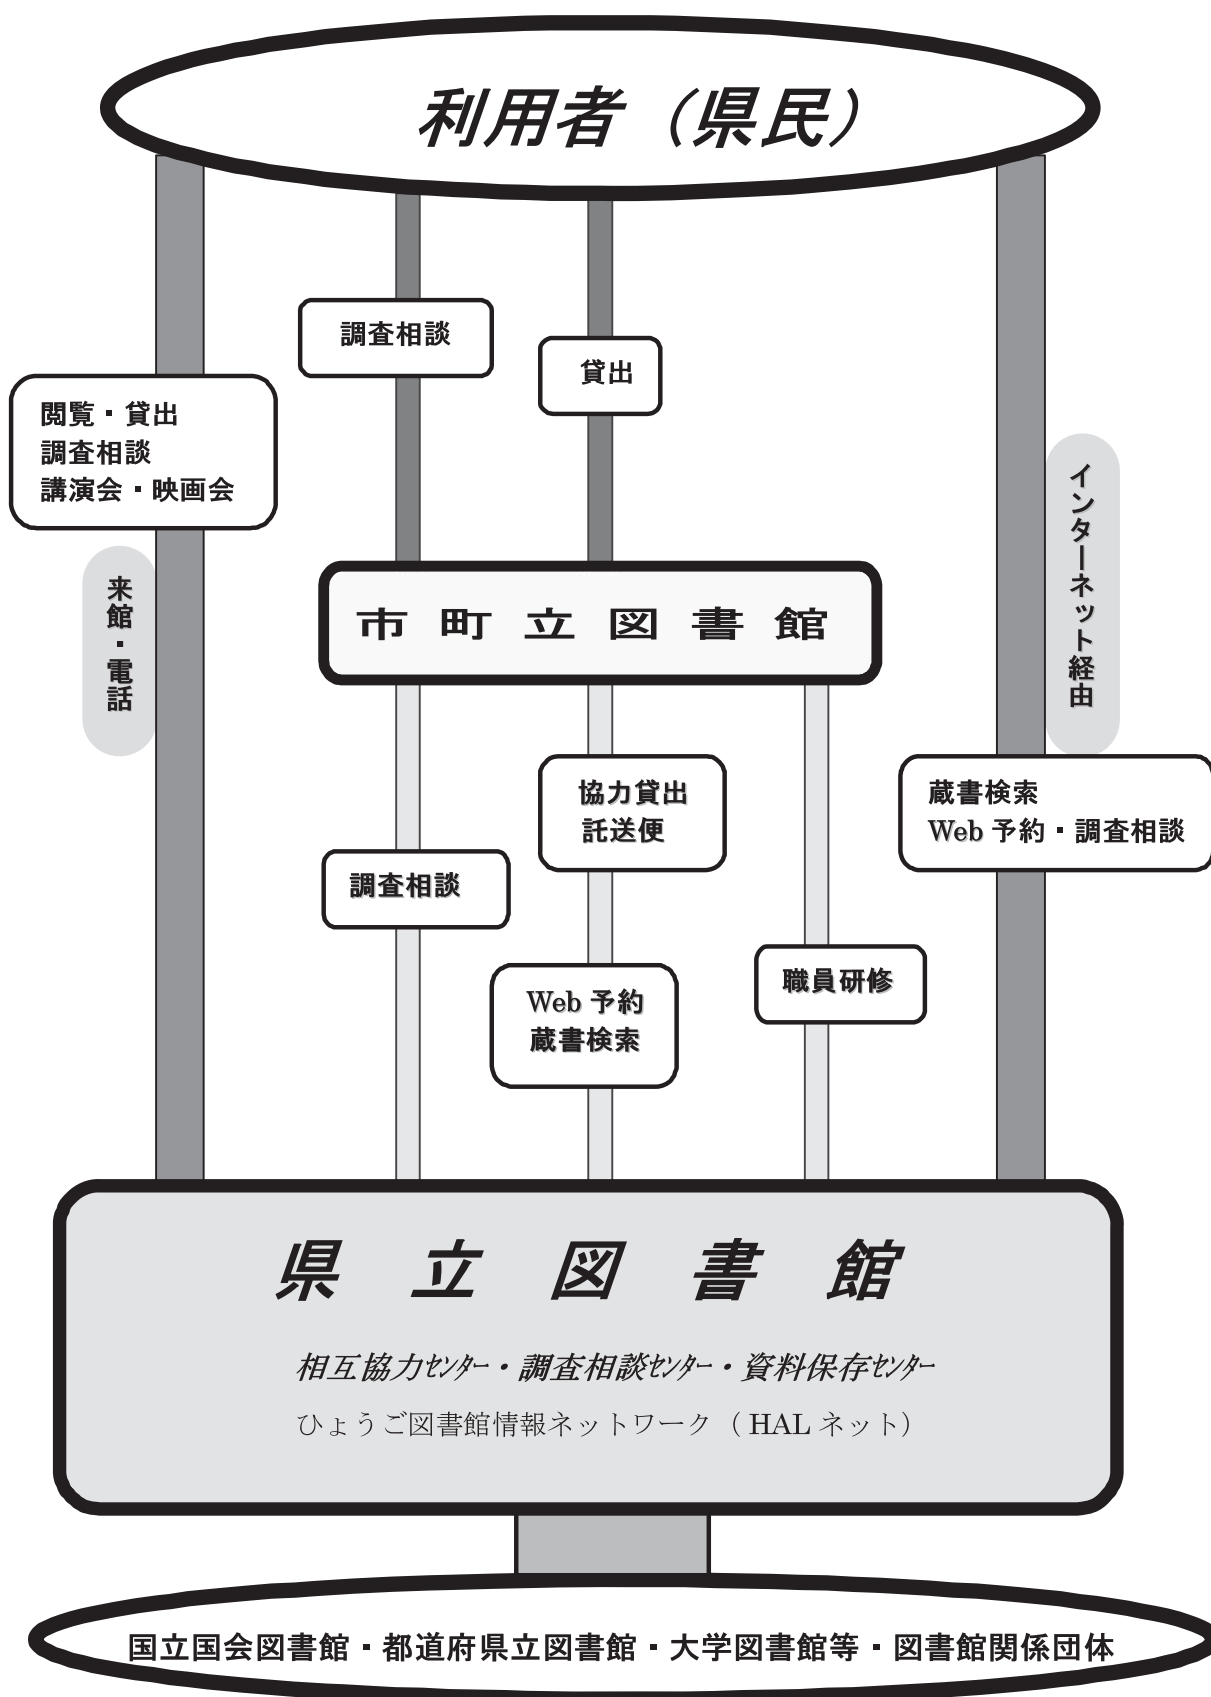 利用者（県民）
調査相談
貸出
閲覧・貸出
調査相談
講演会・映画会
来館・電話
インターネット経由
市町立図書館
協力貸出
託送便
蔵書検索
Web 予約・調査相談
調査相談
Web 予約
蔵書検索
職員研修
県立図書館
相互協力ｾﾝﾀｰ・調査相談ｾﾝﾀｰ・資料保存ｾﾝﾀｰ
ひょうご図書館情報ネットワーク（HAL ネット）
国立国会図書館・都道府県立図書館・大学図書館等・図書館関係団体